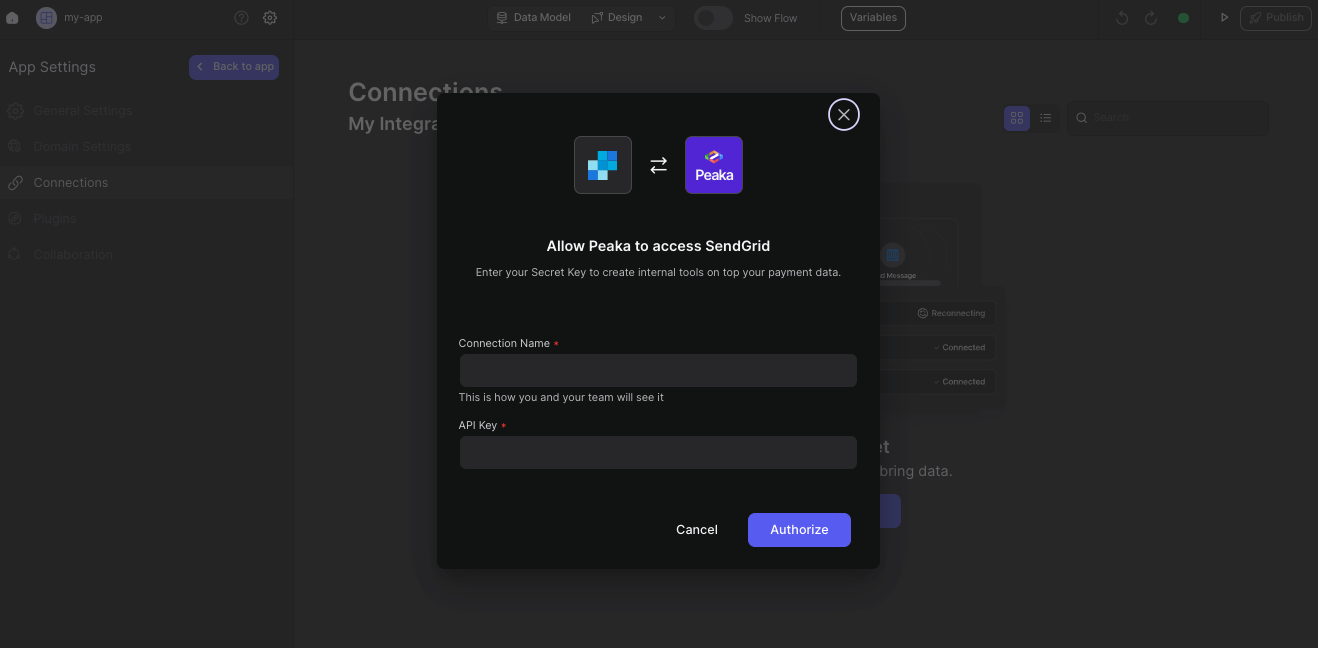 my-app
Data Model
Design
Show Flow
Variables
Publish
App Settings
Back to app
General Settings
Domain Settings
Connections
Plugins
Collaboration
Connections
My Integra
Search
Peaka
Allow Peaka to access SendGrid
Enter your Secret Key to create internal tools on top your payment data.
Connection Name *
This is how you and your team will see it
API Key *
Cancel
Authorize
d Message
Reconnecting
Connected
Connected
et
bring data.